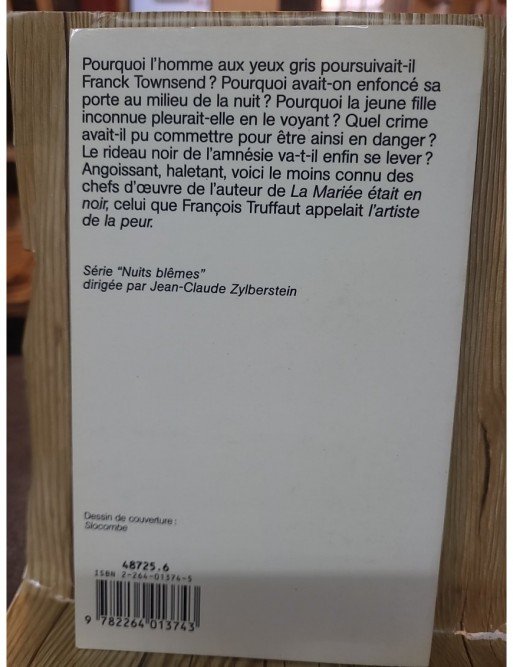 Pourquoi l'homme aux yeux gris poursuivait-il
Franck Townsend ? Pourquoi avait-on enfoncé sa
porte au milieu de la nuit ? Pourquoi la jeune fille
inconnue pleurait-elle en le voyant ? Quel crime
avait-il pu commettre pour être ainsi en danger ?
Le rideau noir de l'amnésie va-t-il enfin se lever ?
Angoissant, haletant, voici le moins connu des
chefs d'œuvre de l'auteur de La Mariée était en
noir, celui que François Truffaut appelait l'artiste
de la peur.
Série "Nuits blêmes"
dirigée par Jean-Claude Zylberstein
Dessin de couverture :
Slocombe
48725.6
ISBN 2-264-01374-5
9 782264 013743